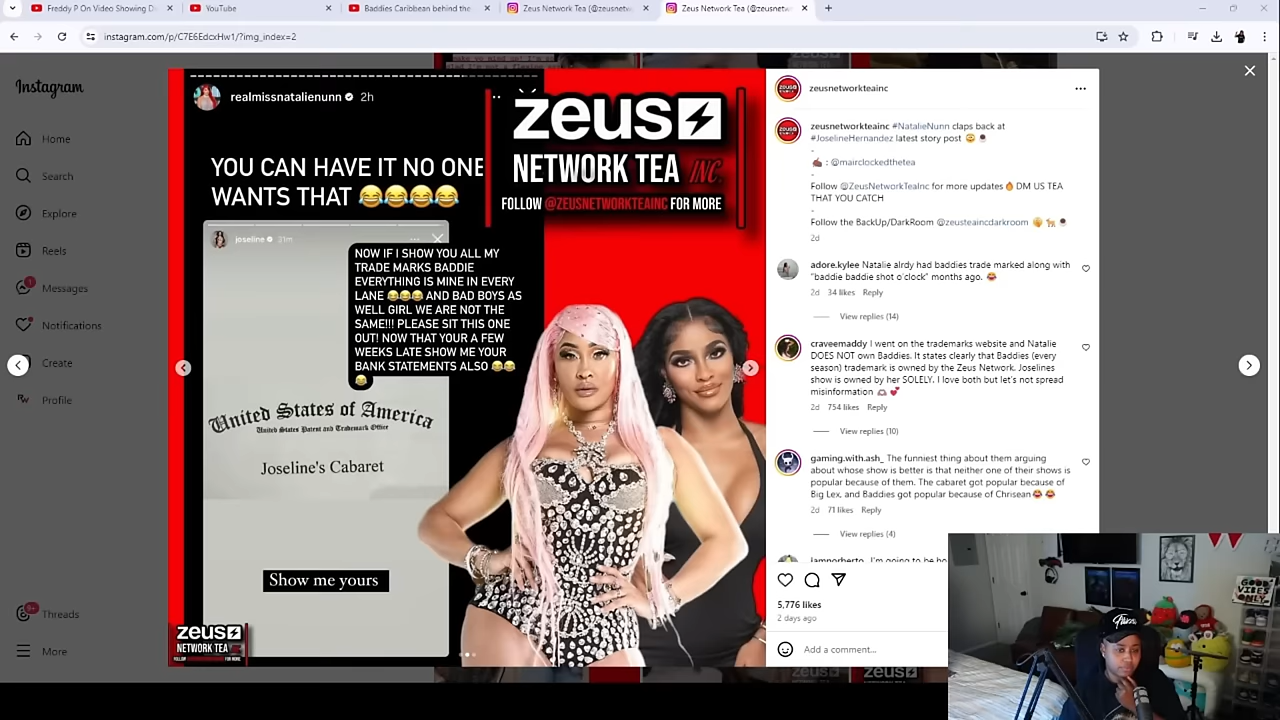 Freddy P On Video Showing D
YouTube
Baddies Caribbean behind the
Zeus Network Tea (@zeusnetw
Zeus Network Tea (@zeusnetw
instagram.com/p/C7E6EdcxHw1/?img_index=2
Instagram
Home
Search
Explore
Reels
1
Messages
Notifications
Create
Profile
9+
Threads
More
realmissnatalienunn 2h
YOU CAN HAVE IT NO ONE
WANTS THAT 😂😂😂😂
joseline 21m
NOW IF I SHOW YOU ALL MY
TRADE MARKS BADDIE
EVERYTHING IS MINE IN EVERY
LANE 😂😂😂 AND BAD BOYS AS
WELL GIRL WE ARE NOT THE
SAME!!! PLEASE SIT THIS ONE
OUT! NOW THAT YOUR A FEW
WEEKS LATE SHOW ME YOUR
BANK STATEMENTS ALSO 😂😂
😂
United States of America
United States Patent and Trademark Office
Joseline's Cabaret
Show me yours
zeus
NETWORK TEA INC.
FOLLOW @ZEUSNETWORKTEAINC FOR MORE
zeus
NETWORK TEA
zeusnetworkteainc
zeusnetworkteainc #NatalieNunn claps back at
#JoselineHernandez latest story post
-
: @mairclockedthetea
-
Follow @ZeusNetworkTeaInc for more updates🔥 DM US TEA
THAT YOU CATCH
-
Follow the BackUp/DarkRoom @zeusteaincdarkroom
2d
adore.kylee Natalie alrdy had baddies trade marked along with
"baddie baddie shot o'clock" months ago. 😂
2d 34 likes Reply
View replies (14)
craveemaddy I went on the trademarks website and Natalie
DOES NOT own Baddies. It states clearly that Baddies (every
season) trademark is owned by the Zeus Network. Joselines
show is owned by her SOLELY. I love both but let's not spread
misinformation 🫶🏽 💕
2d 754 likes Reply
View replies (10)
gaming.with.ash_ The funniest thing about them arguing
about whose show is better is that neither one of their shows is
popular because of them. The cabaret got popular because of
Big Lex, and Baddies got popular because of Chrisean😂😂
2d 71 likes Reply
View replies (4)
iamnorberto_ I'm going to be ho
5,776 likes
2 days ago
Add a comment...
GOOD
VIBES